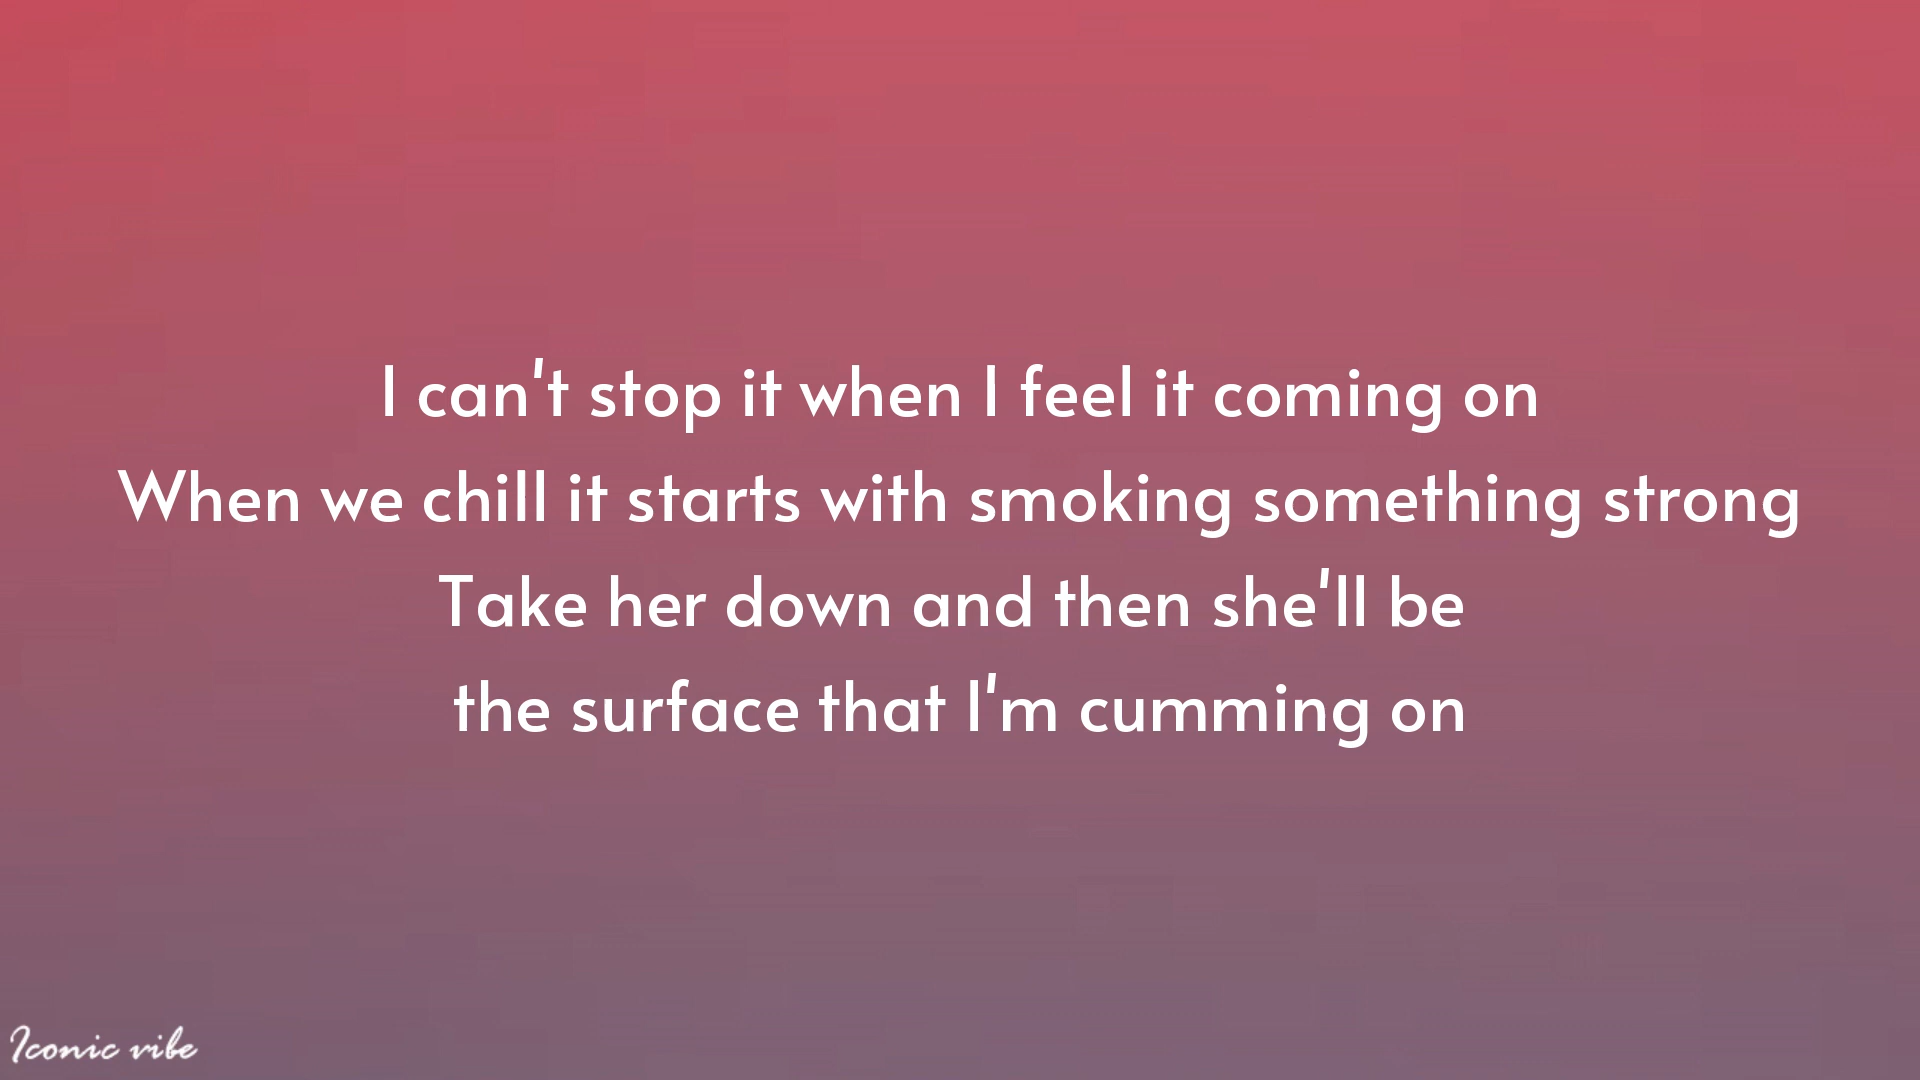 I can't stop it when I feel it coming on
When we chill it starts with smoking something strong
Take her down and then she'll be
the surface that I'm cumming on
Iconic vibe